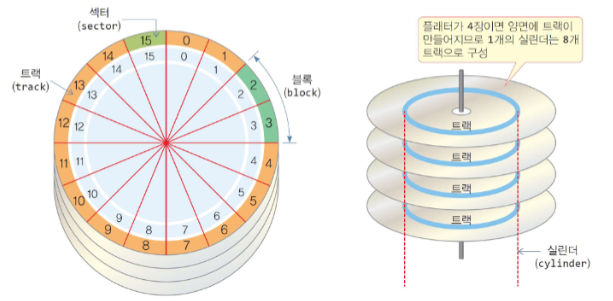 섹터
(sector)
트랙
(track)
블록
(block)
15 0 1 2 3 4 5 6 7 8 9 10 11 12 13 14
15 0 1 2 3 4 5 6 7 8 9 10 11 12 13 14
플래터가 4장이면 양면에 트랙이
만들어지므로 1개의 실린더는 8개
트랙으로 구성
트랙
트랙
트랙
트랙
실린더
(cylinder)